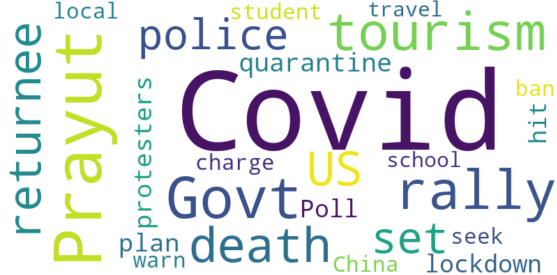 local
student
travel
police
tourism
quarantine
returnee
Prayut
protesters
Covid
ban
hit
charge
US
school
Govt
Poll
rally
plan
death
set
seek
warn
China
lockdown